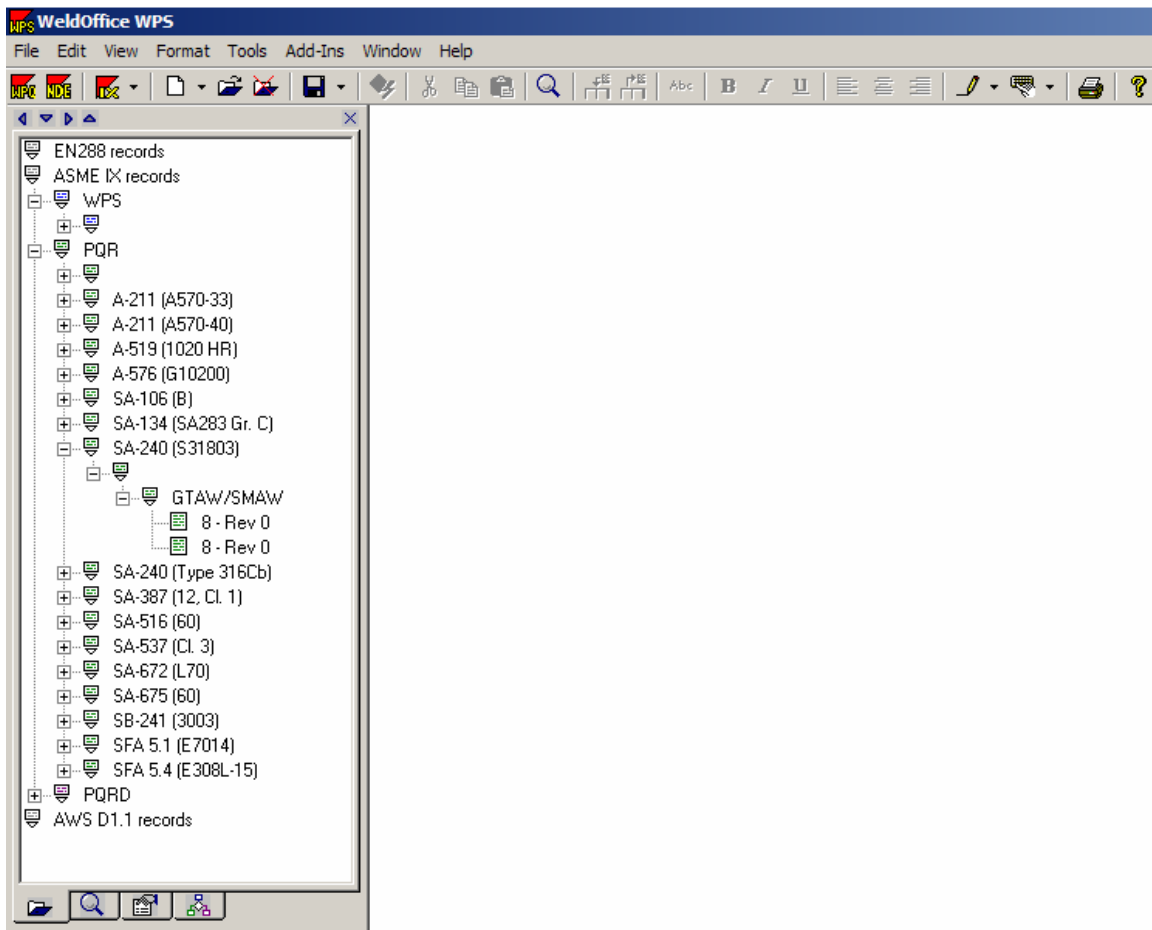 WPS WeldOffice WPS
File Edit View Format Tools Add-Ins Window Help
WPQ NDE Abc B I U ?
EN288 records
ASME IX records
WPS
PQR
A-211 (A570-33)
A-211 (A570-40)
A-519 (1020 HR)
A-576 (G10200)
SA-106 (B)
SA-134 (SA283 Gr. C)
SA-240 (S31803)
GTAW/SMAW
8 - Rev 0
8 - Rev 0
SA-240 (Type 316Cb)
SA-387 (12, Cl. 1)
SA-516 (60)
SA-537 (Cl. 3)
SA-672 (L70)
SA-675 (60)
SB-241 (3003)
SFA 5.1 (E7014)
SFA 5.4 (E308L-15)
PQRD
AWS D1.1 records